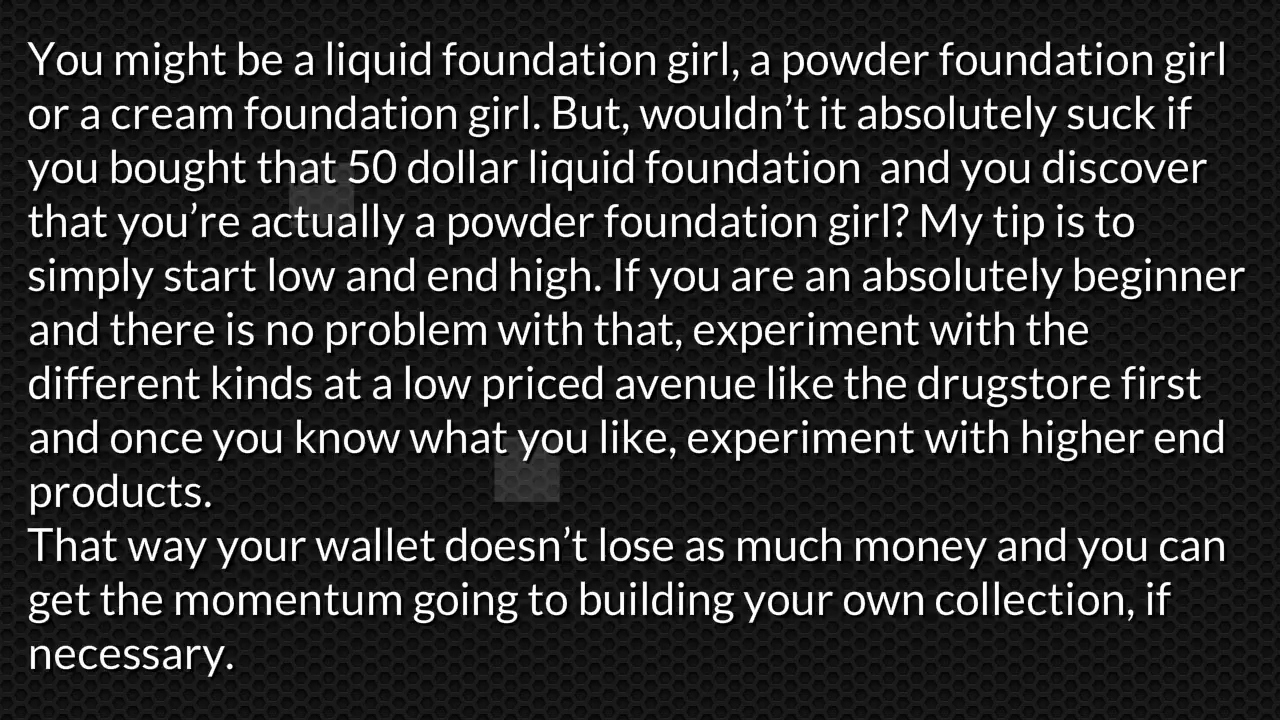 You might be a liquid foundation girl, a powder foundation girl
or a cream foundation girl. But, wouldn’t it absolutely suck if
you bought that 50 dollar liquid foundation  and you discover
that you’re actually a powder foundation girl? My tip is to
simply start low and end high. If you are an absolutely beginner
and there is no problem with that, experiment with the
different kinds at a low priced avenue like the drugstore first
and once you know what you like, experiment with higher end
products.
That way your wallet doesn’t lose as much money and you can
get the momentum going to building your own collection, if
necessary.